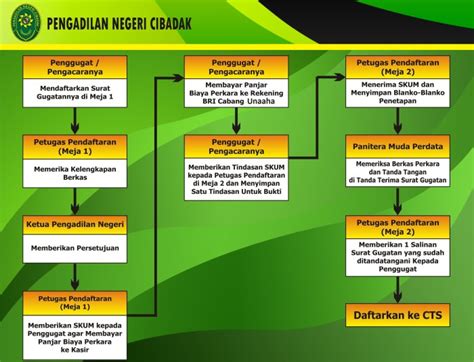 PENGADILAN NEGERI CIBADAK
Penggugat /
Pengacaranya
Mendaftarkan Surat
Gugatannya di Meja 1
Petugas Pendaftaran
(Meja 1)
Memerika Kelengkapan
Berkas
Ketua Pengadilan Negeri
Memberikan Persetujuan
Petugas Pendaftaran
(Meja 1)
Memberikan SKUM kepada
Penggugat agar Membayar
Panjar Biaya Perkara
ke Kasir
Penggugat /
Pengacaranya
Membayar Panjar
Biaya Perkara ke Rekening
BRI Cabang Unaaha
Penggugat /
Pengacaranya
Memberikan Tindasan SKUM
kepada Petugas Pendaftaran
di Meja 2 dan Menyimpan
Satu Tindasan Untuk Bukti
Petugas Pendaftaran
(Meja 2)
Menerima SKUM dan
Menyimpan Blanko-Blanko
Penetapan
Panitera Muda Perdata
Memeriksa Berkas Perkara
dan Tanda Tangan
di Tanda Terima Surat Gugatan
Petugas Pendaftaran
(Meja 2)
Memberikan 1 Salinan
Surat Gugatan yang sudah
ditandatangani Kepada
Penggugat
Daftarkan ke CTS